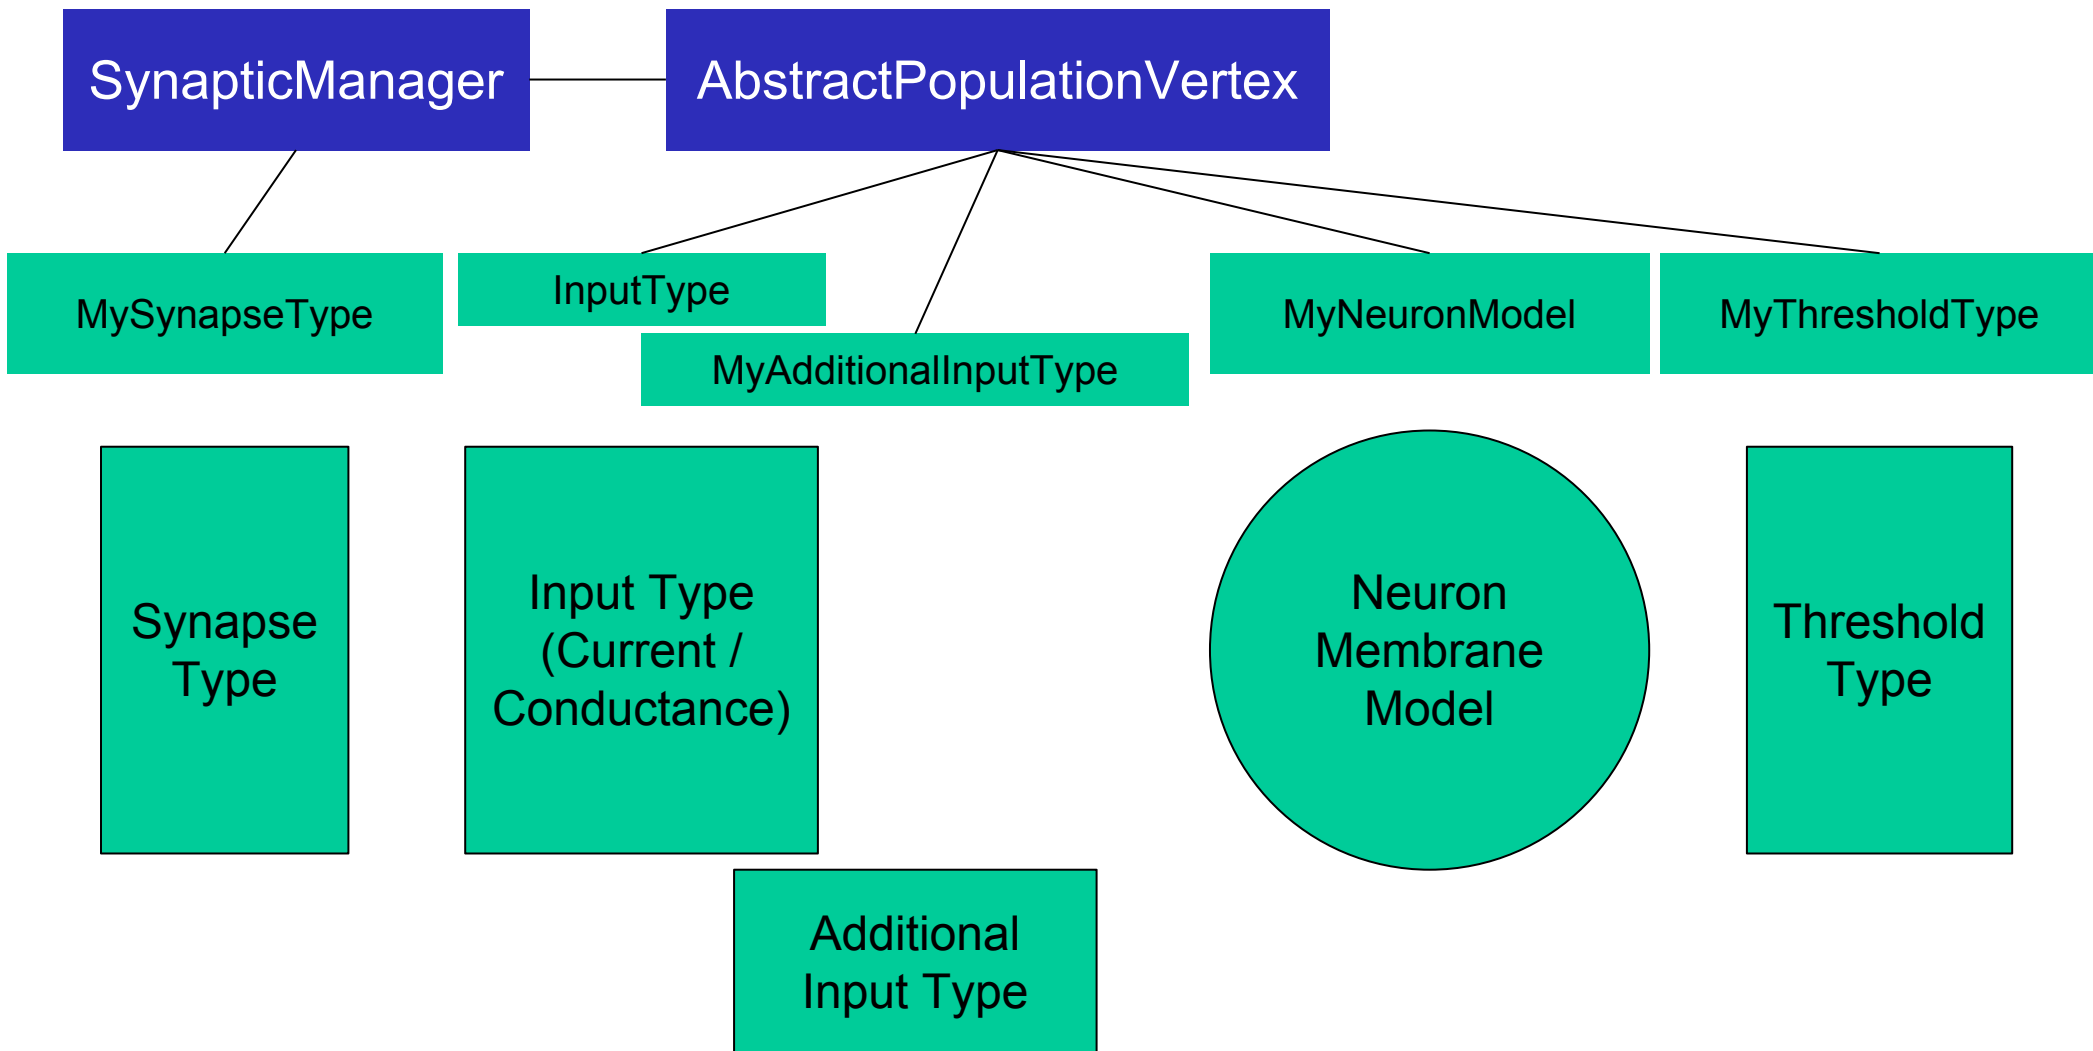 SynapticManager
AbstractPopulationVertex
MySynapseType
InputType
MyAdditionalInputType
MyNeuronModel
MyThresholdType
Synapse
Type
Input Type
(Current /
Conductance)
Neuron
Membrane
Model
Threshold
Type
Additional
Input Type